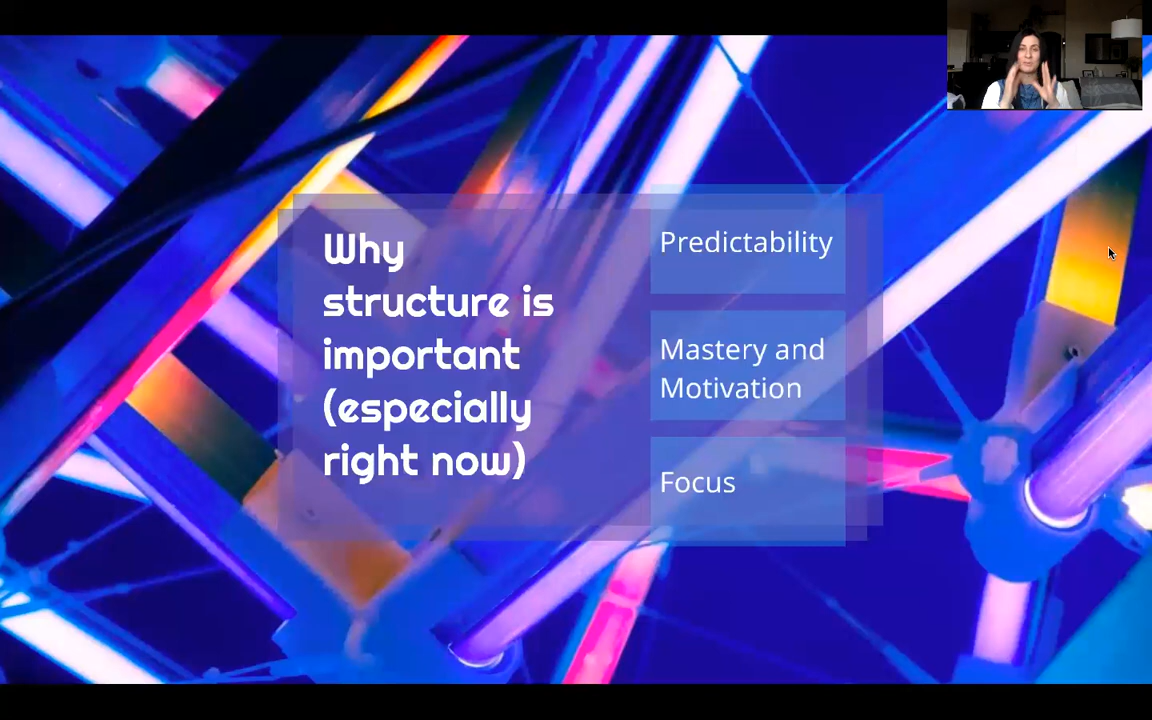 Why
structure is
important
(especially
right now)
Predictability
Mastery and
Motivation
Focus